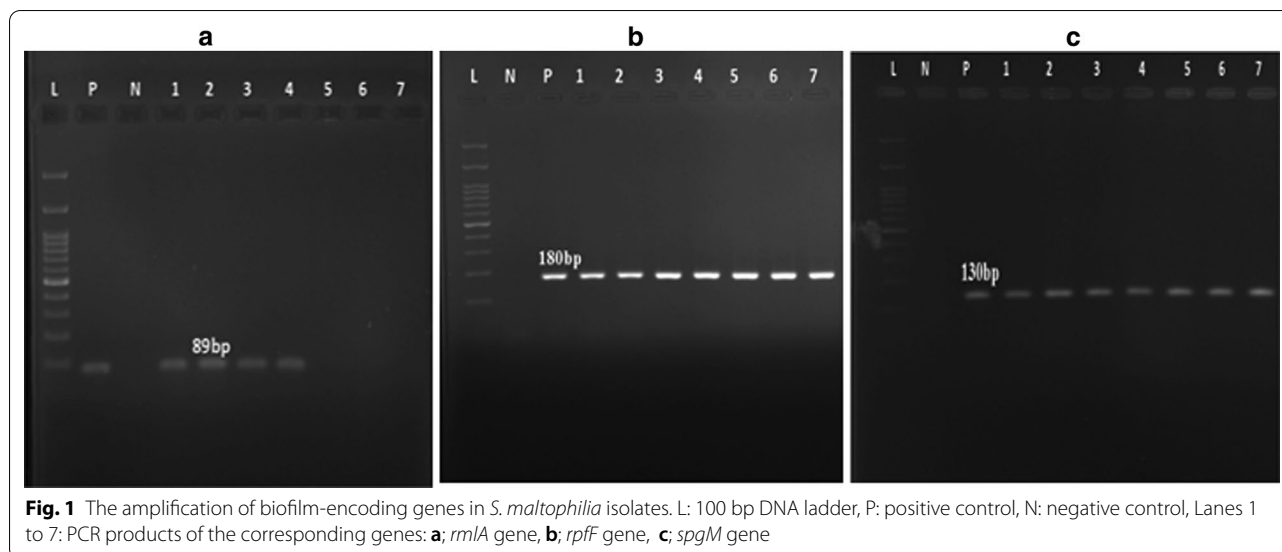 a b c
L P N 1 2 3 4 5 6 7
89bp
L N P 1 2 3 4 5 6 7
180bp
L N P 1 2 3 4 5 6 7
130bp
Fig. 1 The amplification of biofilm-encoding genes in S. maltophilia isolates. L: 100 bp DNA ladder, P: positive control, N: negative control, Lanes 1
to 7: PCR products of the corresponding genes: a; rmlA gene, b; rpfF gene, c; spgM gene